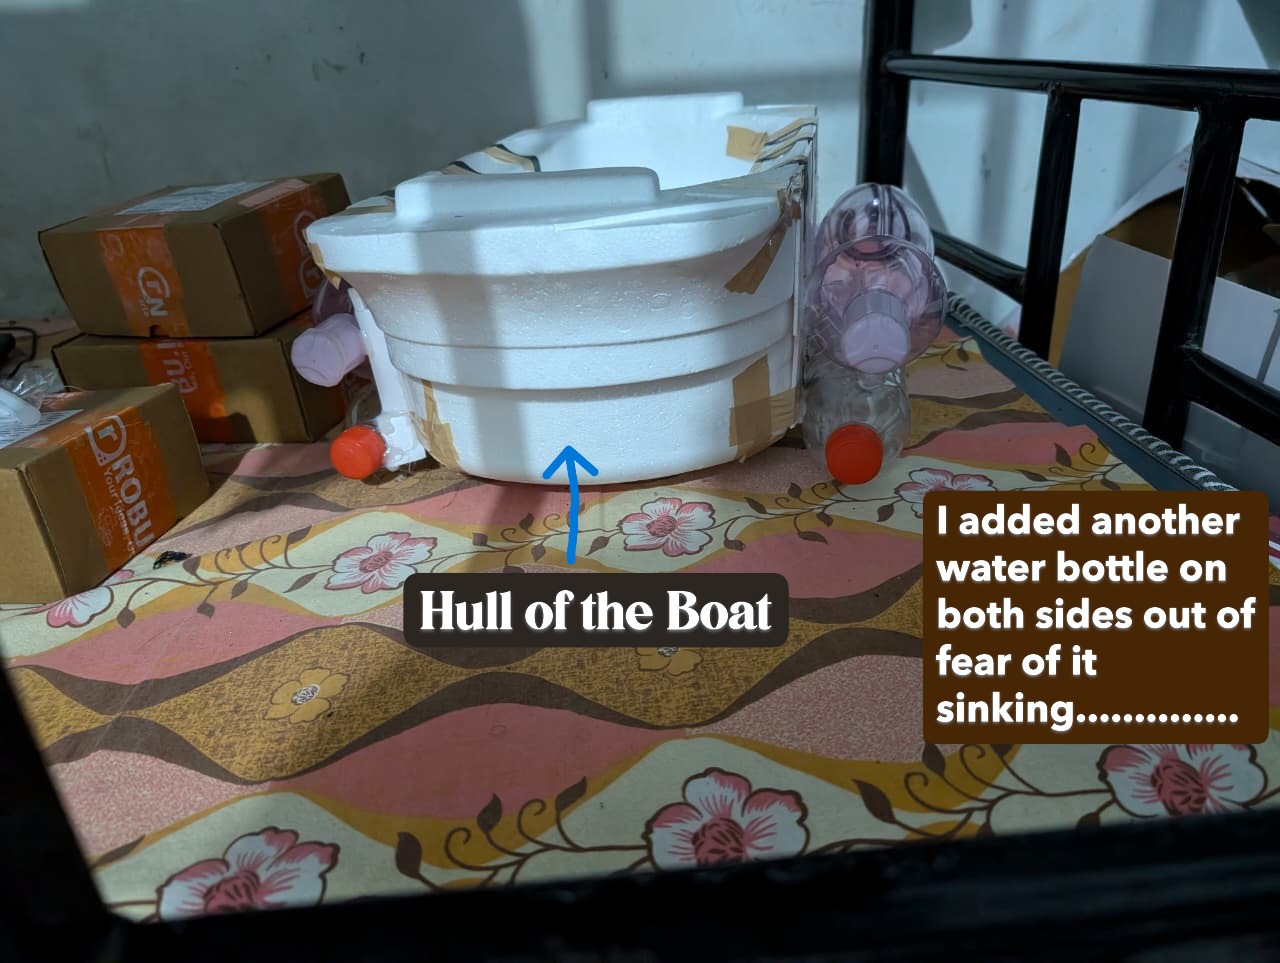 ROBU
Hull of the Boat
I added another
water bottle on
both sides out of
fear of it
sinking..............